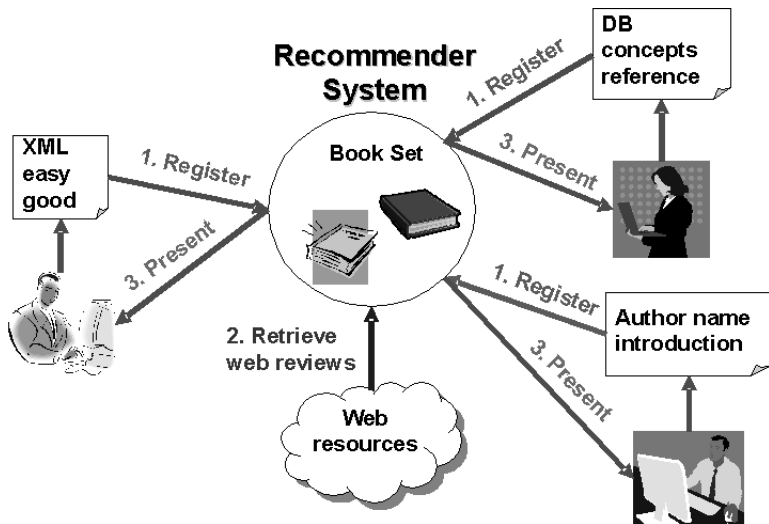 Recommender
System
Book Set
XML
easy
good
1. Register
3. Present
DB
concepts
reference
1. Register
3. Present
1. Register
3. Present
Author name
introduction
2. Retrieve
web reviews
Web
resources